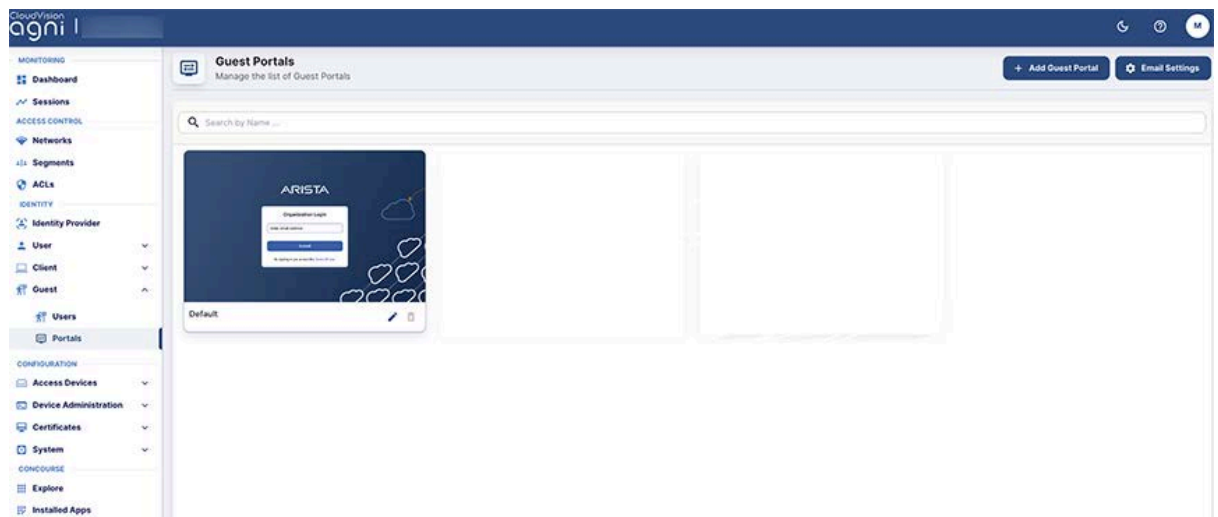 CloudVision
agni |
M
MONITORING
Dashboard
Sessions
ACCESS CONTROL
Networks
Segments
ACLs
IDENTITY
Identity Provider
User
Client
Guest
Users
Portals
CONFIGURATION
Access Devices
Device Administration
Certificates
System
CONCOURSE
Explore
Installed Apps
Guest Portals
Manage the list of Guest Portals
+ Add Guest Portal
Email Settings
Search by Name ...
ARISTA
Organization Login
Default